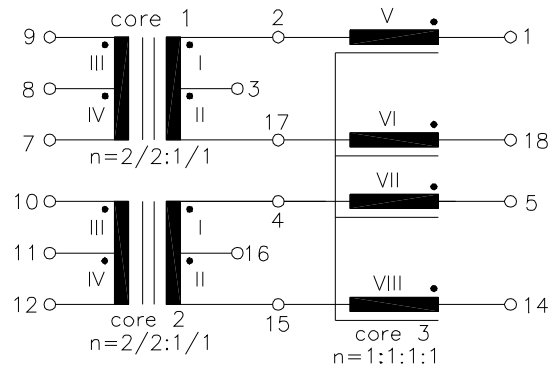 core 1
2
V
9
1
III
I
8
3
IV
II
17
VI
7
18
n=2/2:1/1
VII
10
4
5
III
I
11
16
IV
II
VIII
12
15
14
core 2
core 3
n=2/2:1/1
n=1:1:1:1